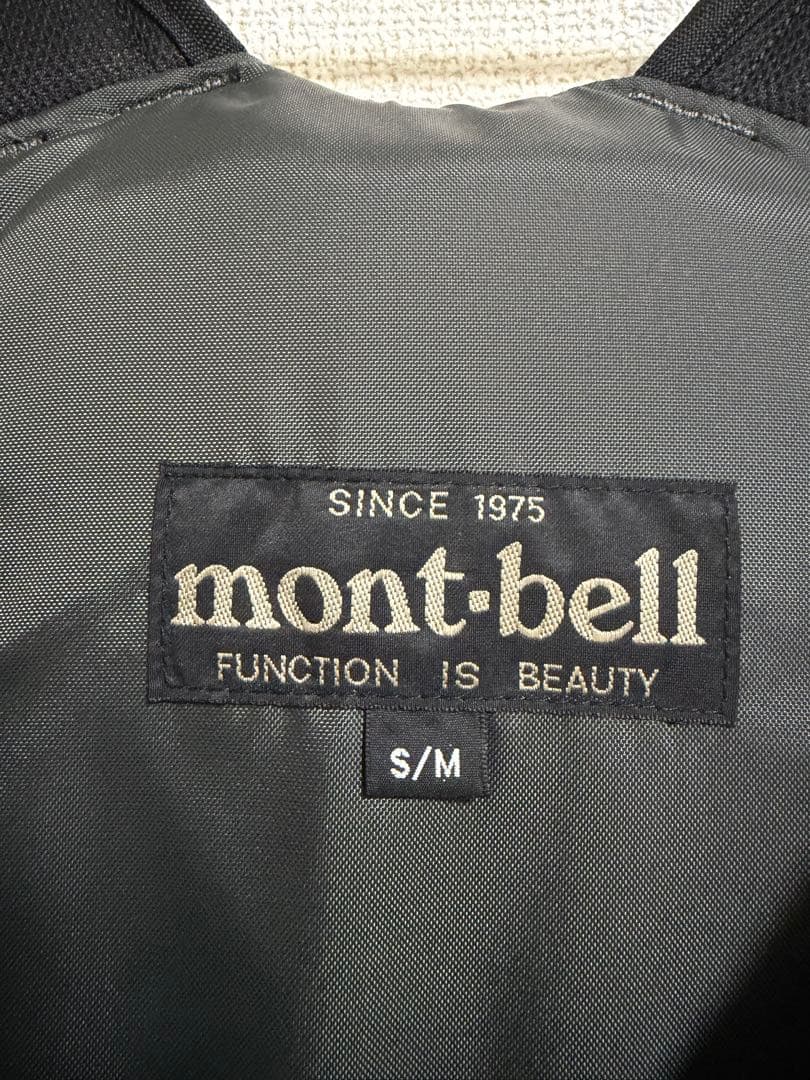 SINCE 1975
mont-bell
FUNCTION IS BEAUTY
S/M